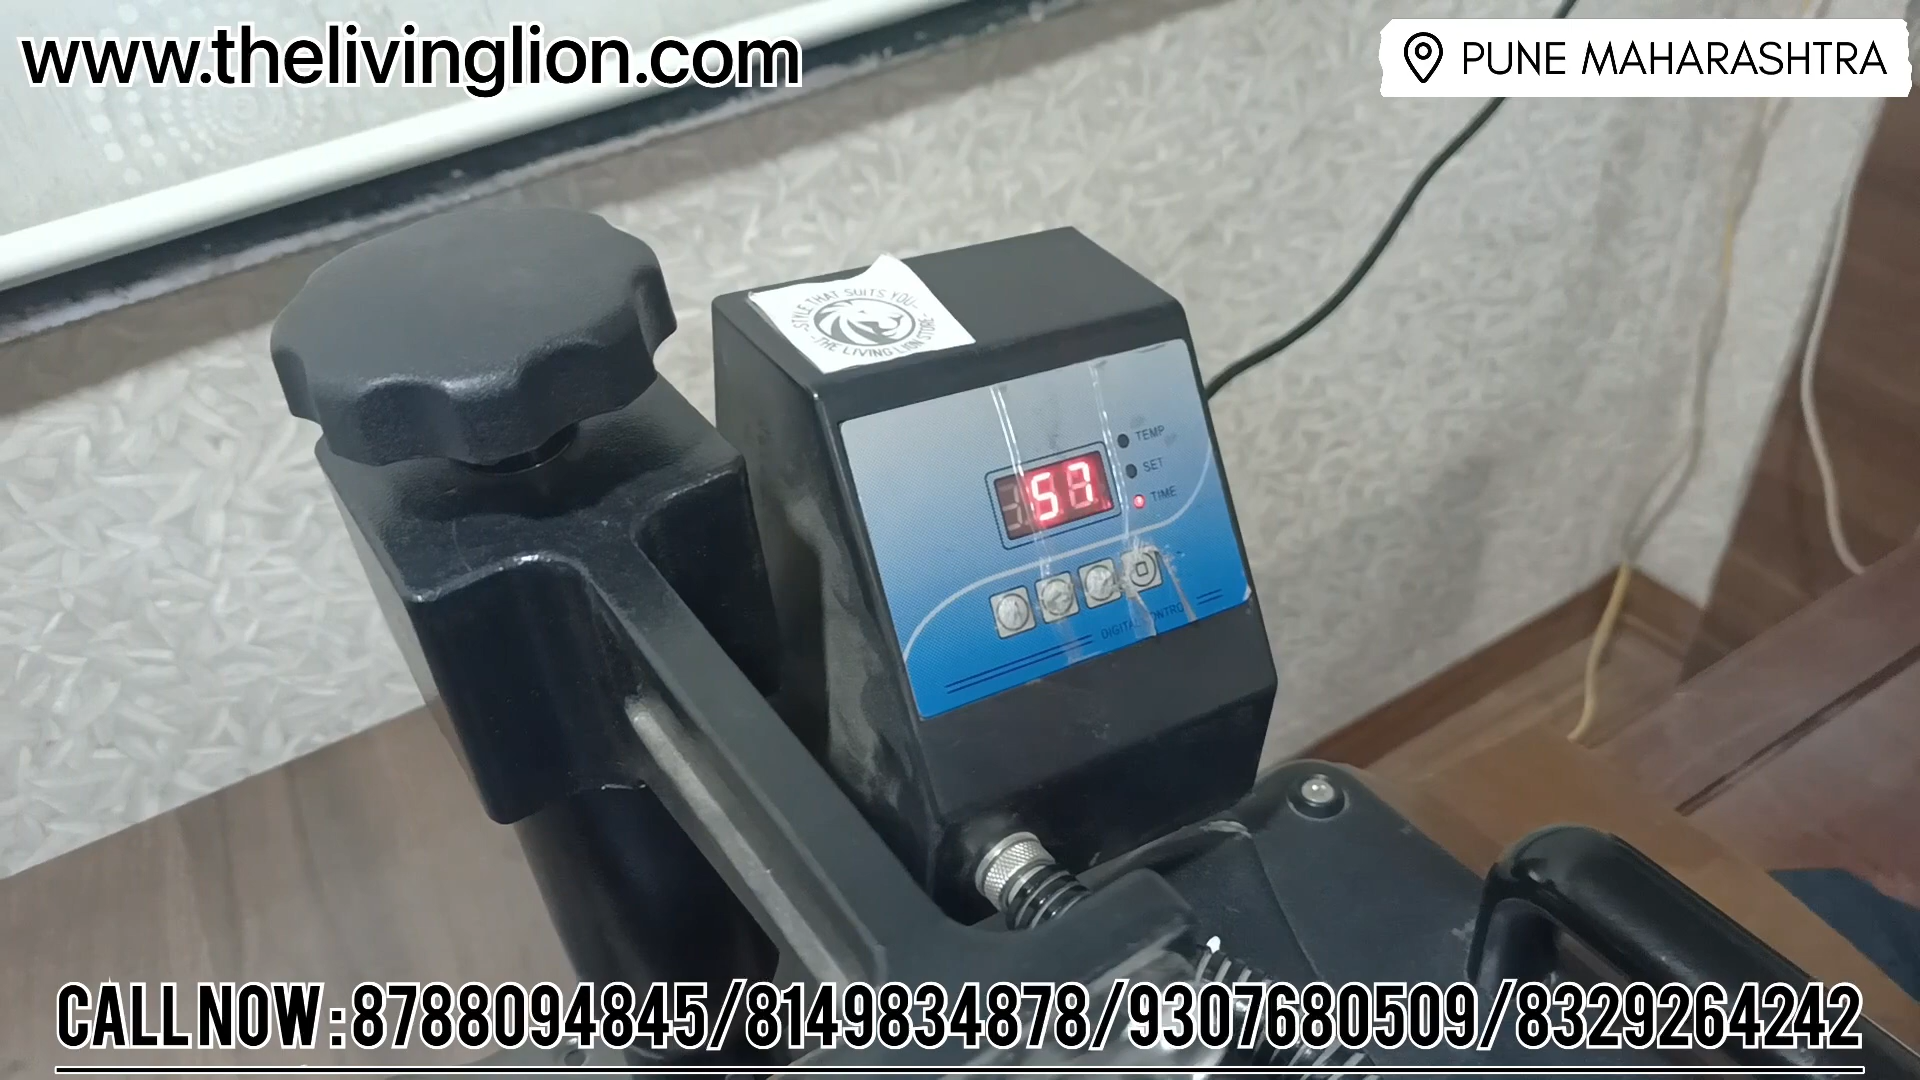 www.thelivinglion.com
PUNE MAHARASHTRA
-STYLE THAT SUITS YOU-
-THE LIVING LION STORE-
TEMP
SET
57
TIME
CALL NOW : 8788094845/8149834878/9307680509/8329264242